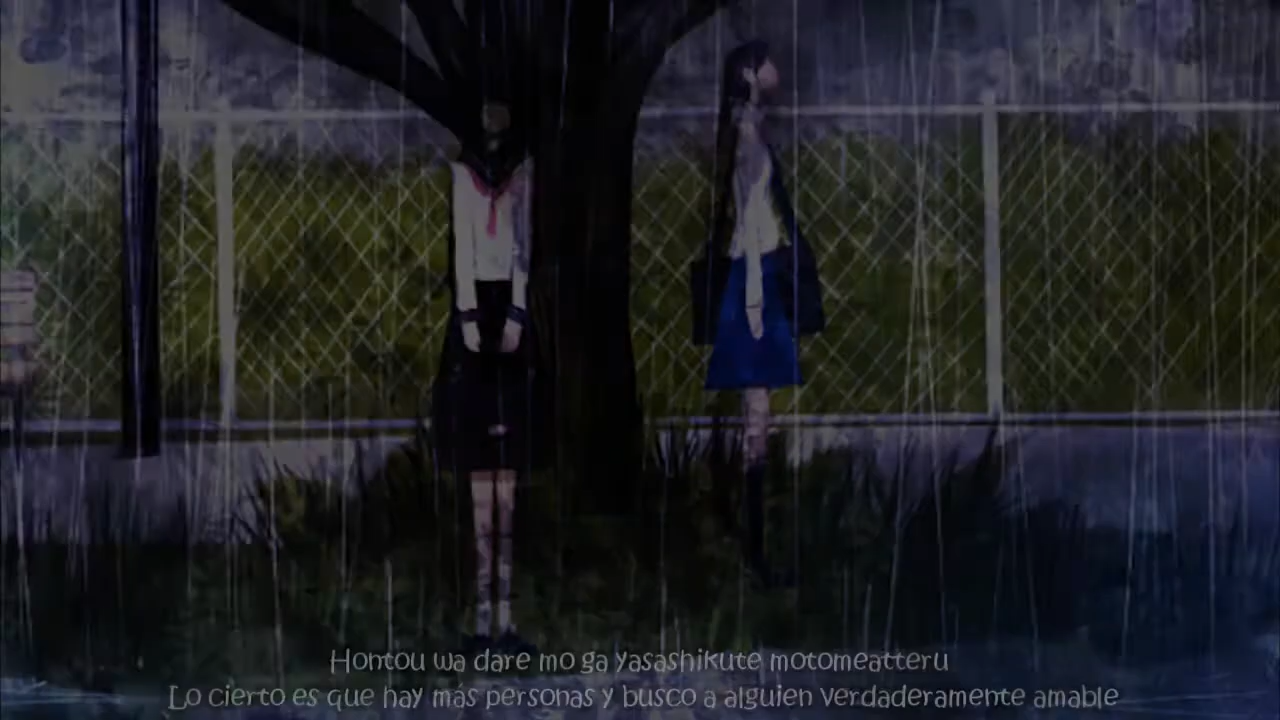 Hontou wa dare mo ga yasashikute motomeatteru
Lo cierto es que hay más personas y busco a alguien verdaderamente amable